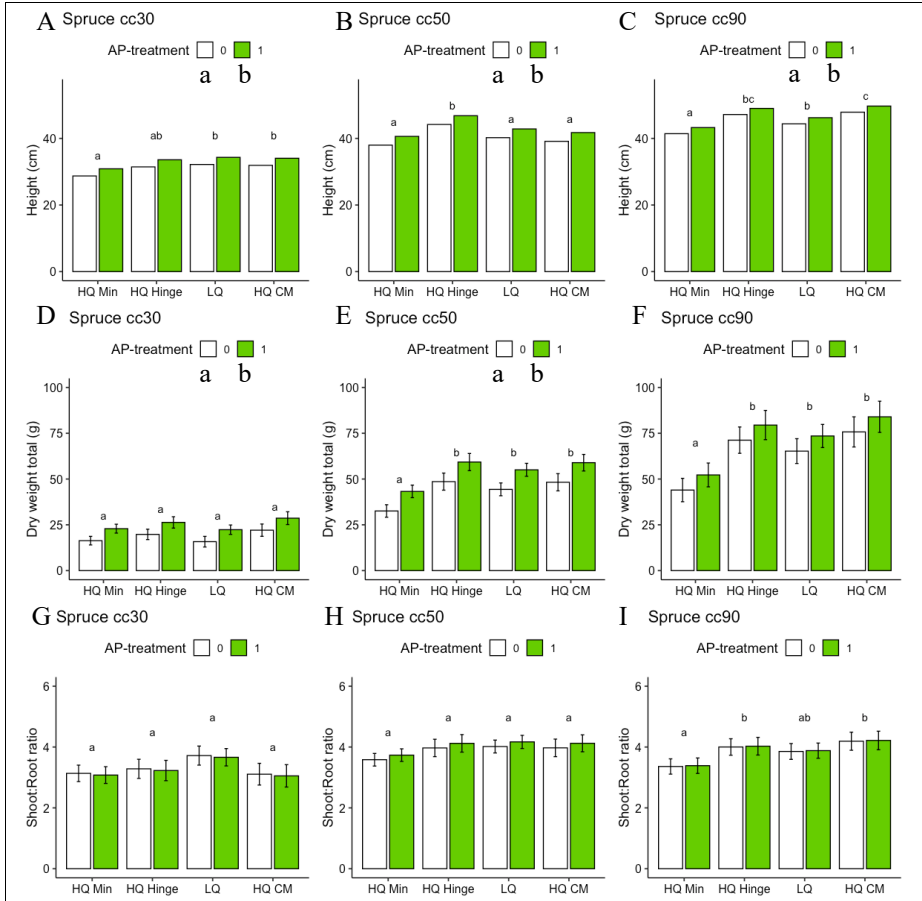 A Spruce cc30
AP-treatment 0 1
a b
Height (cm)
40
20
0
a ab b b
HQ Min HQ Hinge LQ HQ CM
B Spruce cc50
AP-treatment 0 1
a b
Height (cm)
40
20
0
a b a a
HQ Min HQ Hinge LQ HQ CM
C Spruce cc90
AP-treatment 0 1
a b
Height (cm)
40
20
0
a bc b c
HQ Min HQ Hinge LQ HQ CM
D Spruce cc30
AP-treatment 0 1
a b
Dry weight total (g)
100
75
50
25
0
a a a a
HQ Min HQ Hinge LQ HQ CM
E Spruce cc50
AP-treatment 0 1
a b
Dry weight total (g)
100
75
50
25
0
a b b b
HQ Min HQ Hinge LQ HQ CM
F Spruce cc90
AP-treatment 0 1
Dry weight total (g)
100
75
50
25
0
a b b b
HQ Min HQ Hinge LQ HQ CM
G Spruce cc30
AP-treatment 0 1
Shoot:Root ratio
6
4
2
0
a a a a
HQ Min HQ Hinge LQ HQ CM
H Spruce cc50
AP-treatment 0 1
Shoot:Root ratio
6
4
2
0
a a a a
HQ Min HQ Hinge LQ HQ CM
I Spruce cc90
AP-treatment 0 1
Shoot:Root ratio
6
4
2
0
a b ab b
HQ Min HQ Hinge LQ HQ CM